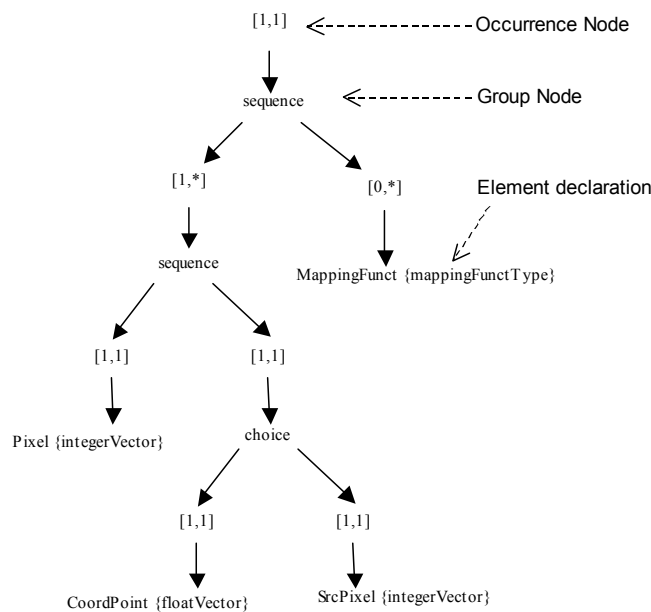 [1,1]
Occurrence Node
sequence
Group Node
[1,*]
[0,*]
Element declaration
sequence
MappingFunct {mappingFunctType}
[1,1]
[1,1]
Pixel {integerVector}
choice
[1,1]
[1,1]
CoordPoint {floatVector}
SrcPixel {integerVector}